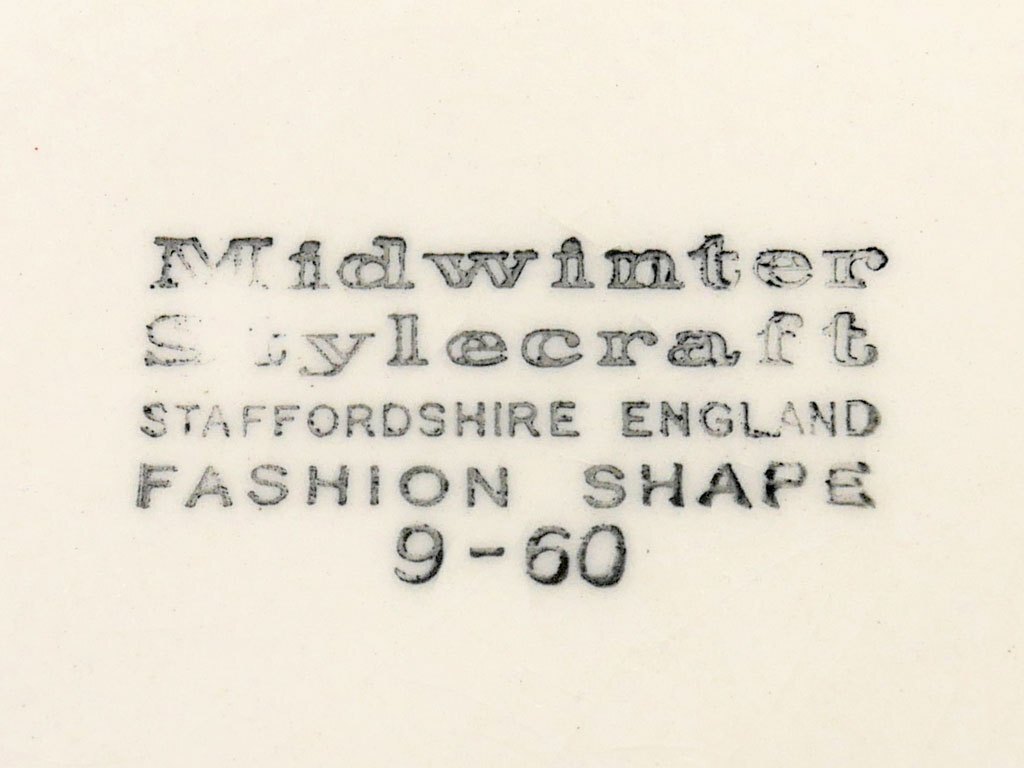 Midwinter
Stylecraft
STAFFORDSHIRE ENGLAND
FASHION SHAPE
9-60